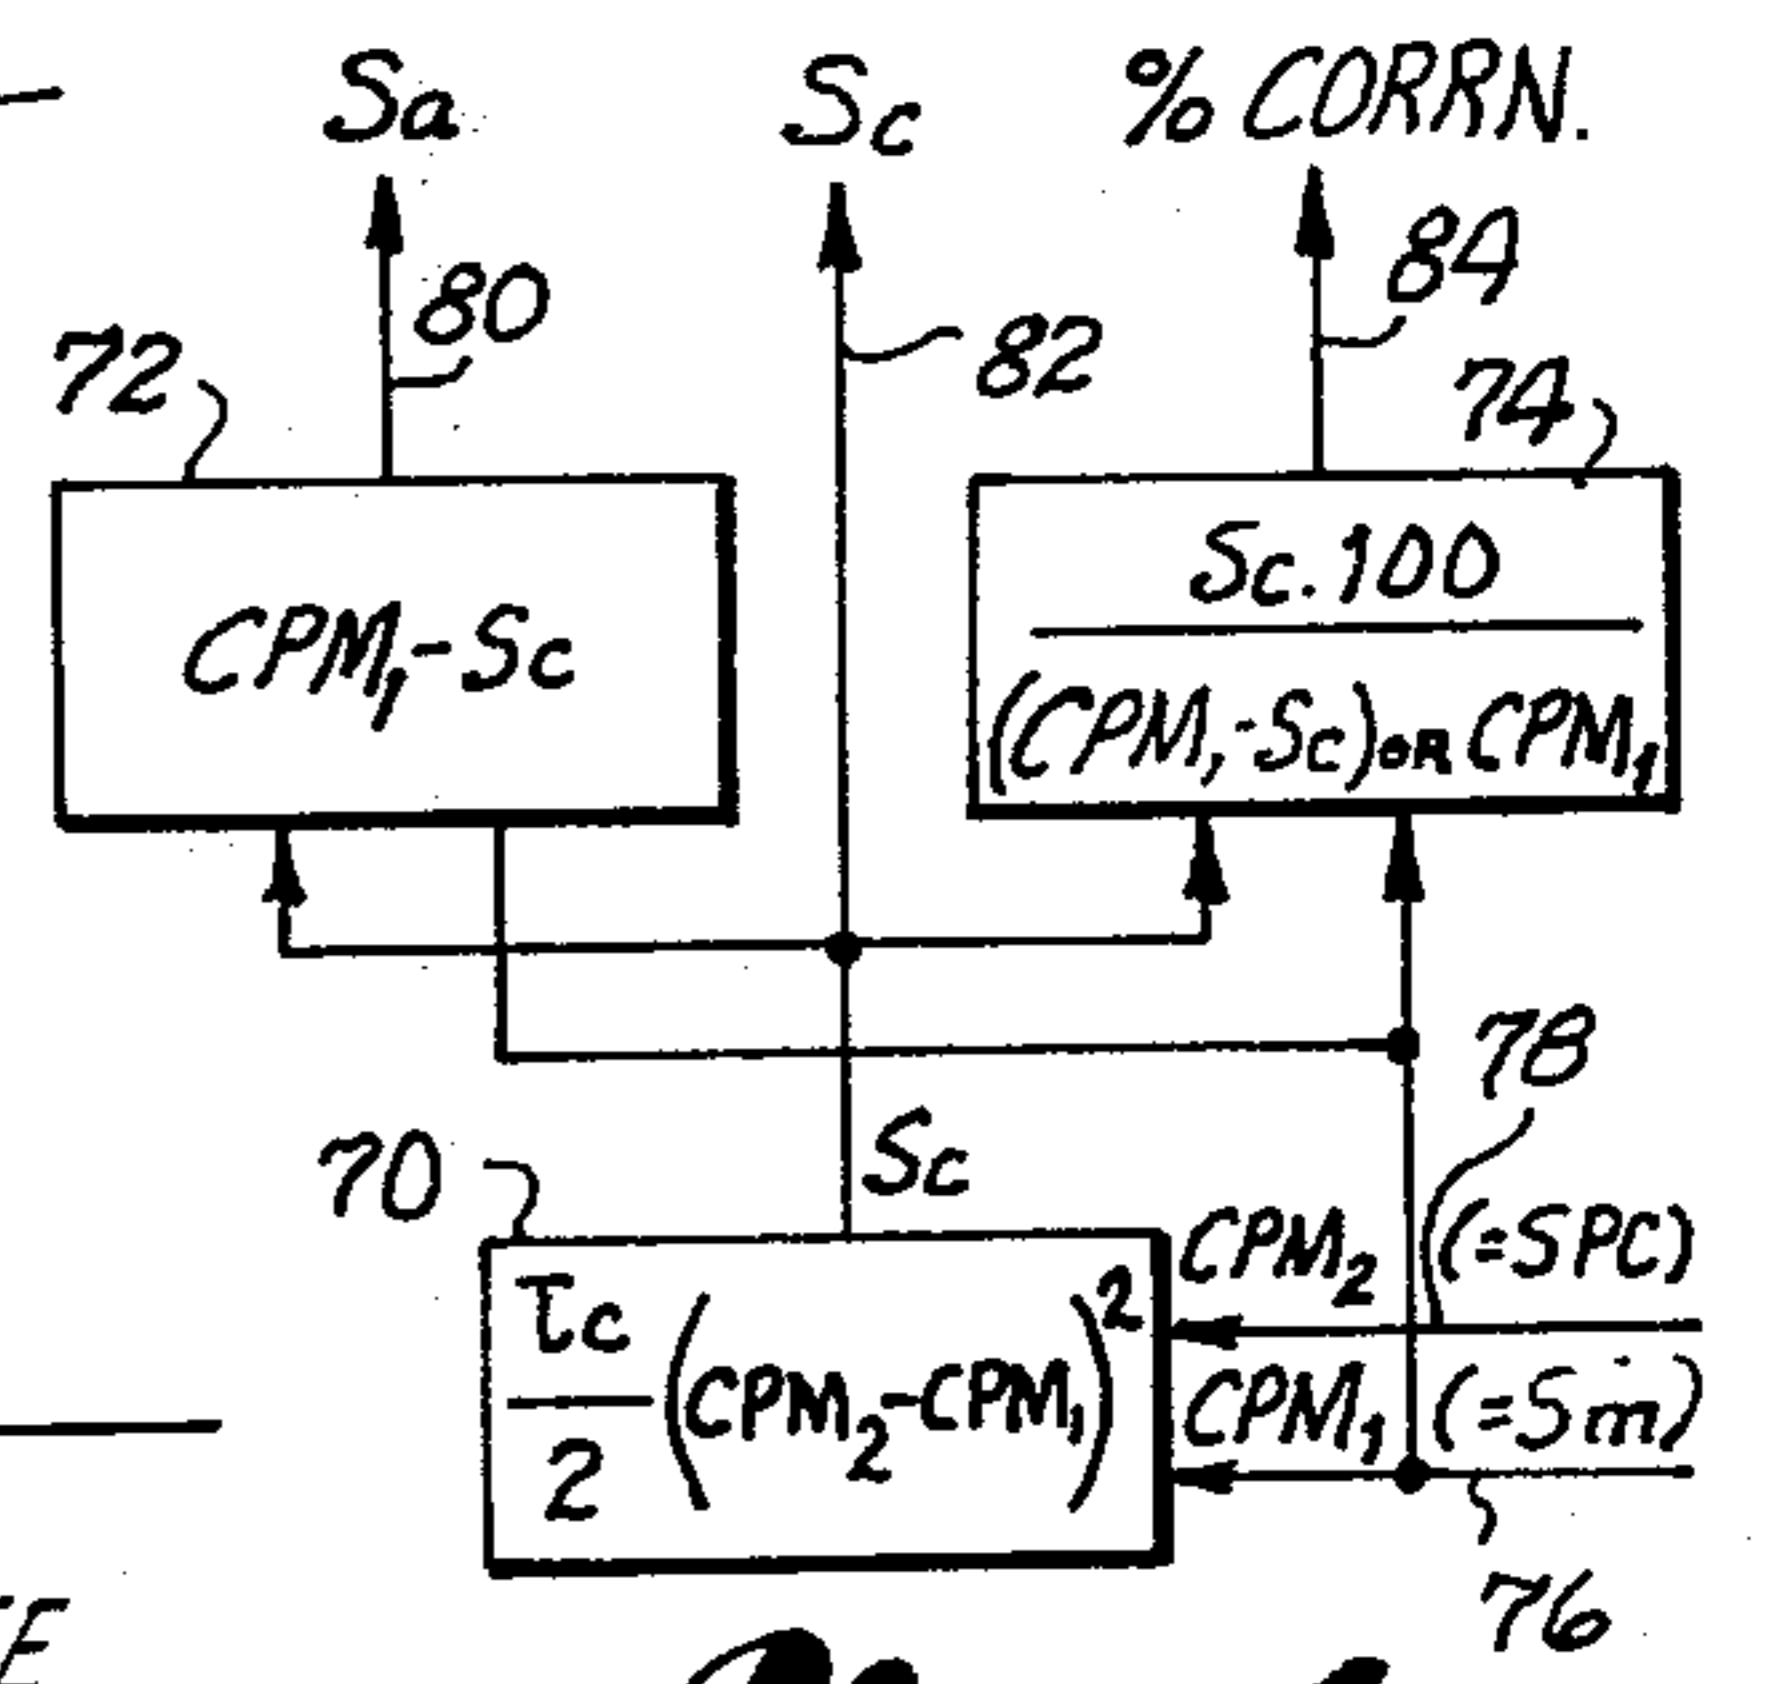 Sa
Sc
% CORRN.
80
84
72
82
74
Sc.100
CPM₁-Sc
(CPM₁-Sc) OR CPM₁
78
70
Sc
CPM₂ (=SPC)
τc/2 (CPM₂-CPM₁)²
CPM₁ (=Sm)
76